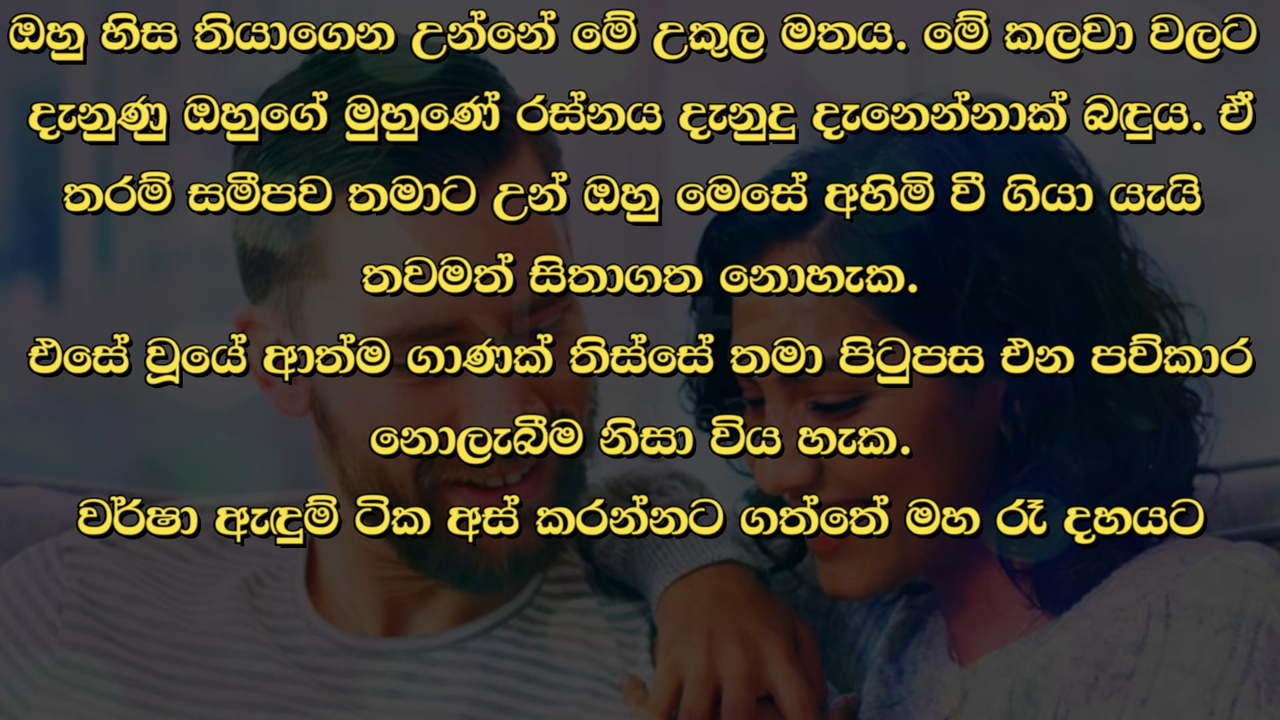 ඔහු හිස තියාගෙන උන්නේ මේ උකුල මතය. මේ කලවා වලට
දැනුණු ඔහුගේ මුහුණේ රස්නය දැනුදු දැනෙන්නාක් බඳුය. ඒ
තරම් සමීපව තමාට උන් ඔහු මෙසේ අහිමි වී ගියා යැයි
තවමත් සිතාගත නොහැක.
එසේ වූයේ ආත්ම ගාණක් තිස්සේ තමා පිටුපස එන පව්කාර
නොලැබීම නිසා විය හැක.
වර්ෂා ඇඳුම් ටික අස් කරන්නට ගත්තේ මහ රෑ දහයට